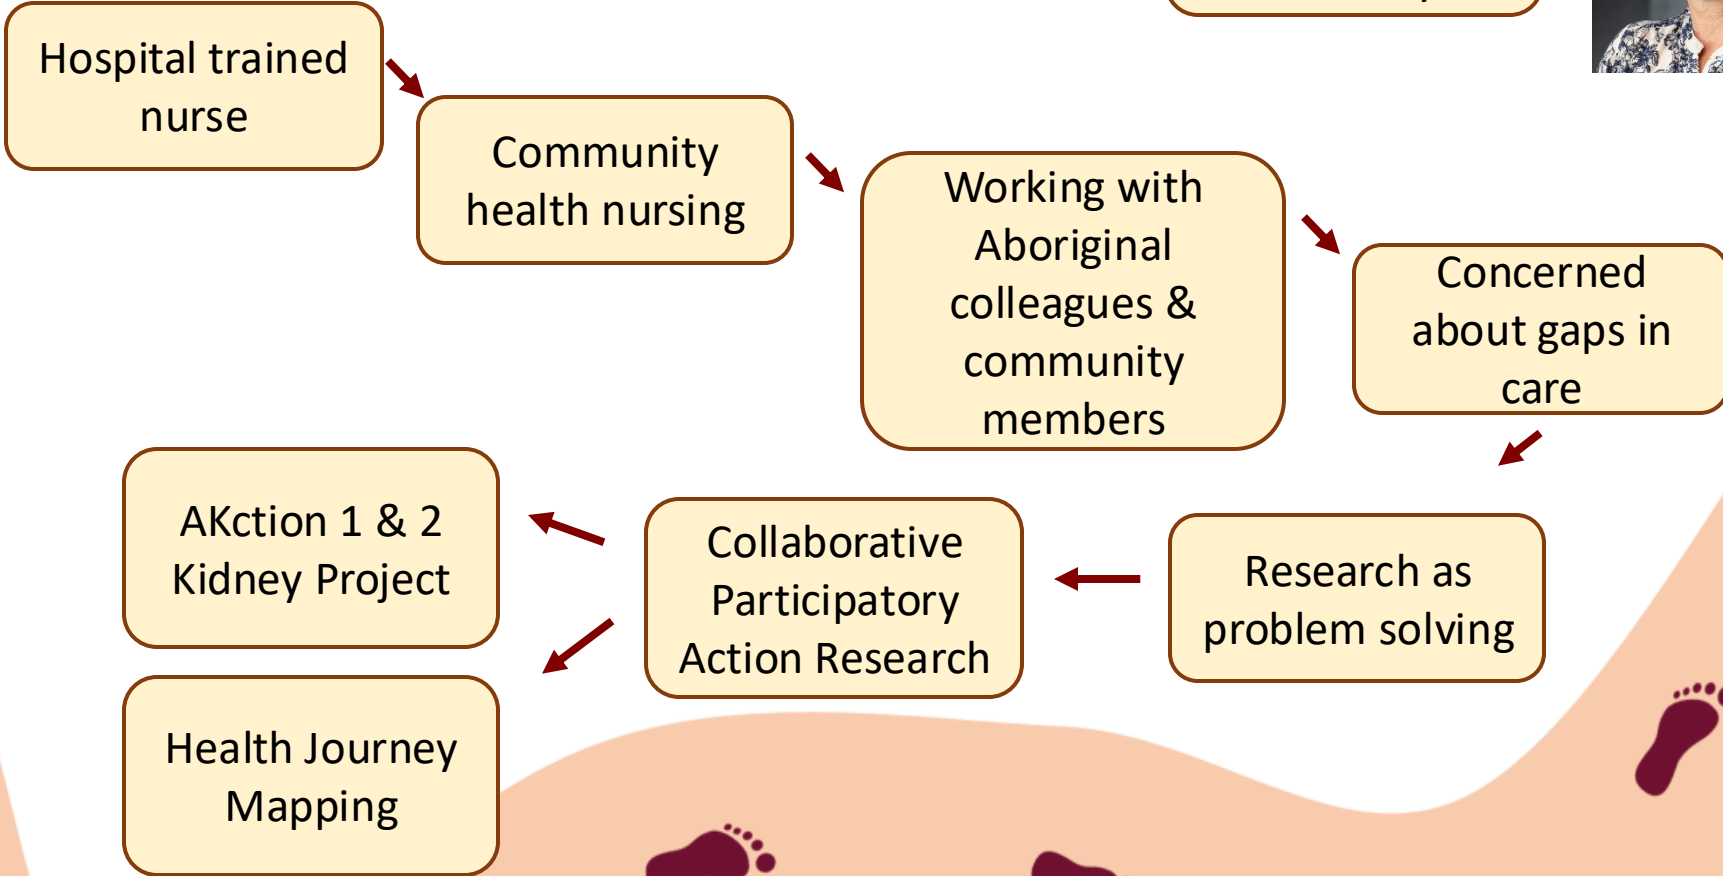 Hospital trained
nurse
Community
health nursing
Working with
Aboriginal
colleagues &
community
members
Concerned
about gaps in
care
Research as
problem solving
Collaborative
Participatory
Action Research
AKction 1 & 2
Kidney Project
Health Journey
Mapping